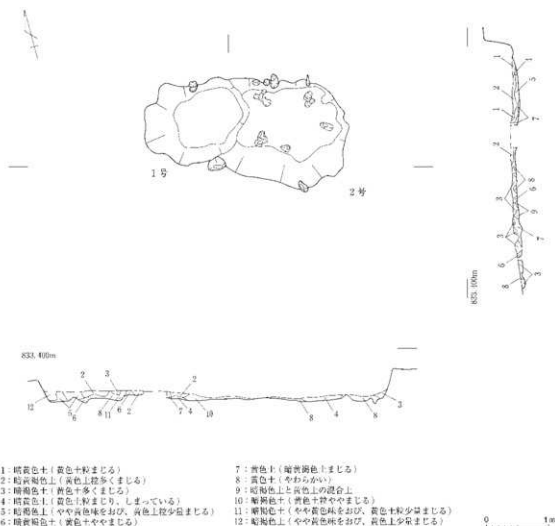 1号
2号
833.400m
833.400m
1：暗黄色土（黄色土粒まじる）
2：暗黄褐色土（黄色土粒多くまじる）
3：暗褐色土（黄色土多くまじる）
4：暗黄色土（黄色土粒まじり、しまっている）
5：暗褐色土（やや黄色味をおび、黄色土粒少量まじる）
6：暗黄褐色土（黄色土ややまじる）
7：黄色土（暗黄褐色土まじる）
8：黄色土（やわらかい）
9：暗褐色土と黄色土の混合土
10：暗褐色土（黄色土粒ややまじる）
11：暗褐色土（やや黄色味をおび、黄色土粒少量まじる）
12：暗褐色土（やや黄色味をおび、黄色土少量まじる）
0 1m